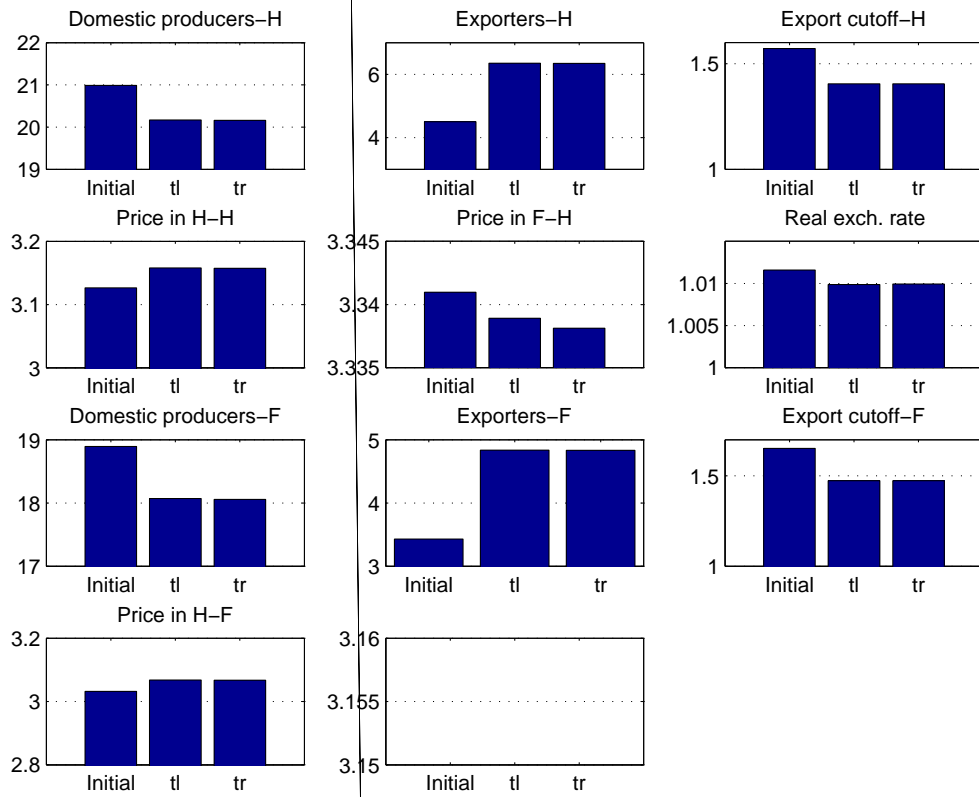 Domestic producers−H
22
21
20
19
Initial tl tr
Exporters−H
6
4
Initial tl tr
Export cutoff−H
1.5
1
Initial tl tr
Price in H−H
3.2
3.1
3
Initial tl tr
Price in F−H
3.345
3.34
3.335
Initial tl tr
Real exch. rate
1.01
1.005
1
Initial tl tr
Domestic producers−F
19
18
17
Initial tl tr
Exporters−F
5
4
3
Initial tl tr
Export cutoff−F
1.5
1
Initial tl tr
Price in H−F
3.2
3
2.8
Initial tl tr
3.16
3.155
3.15
Initial tl tr